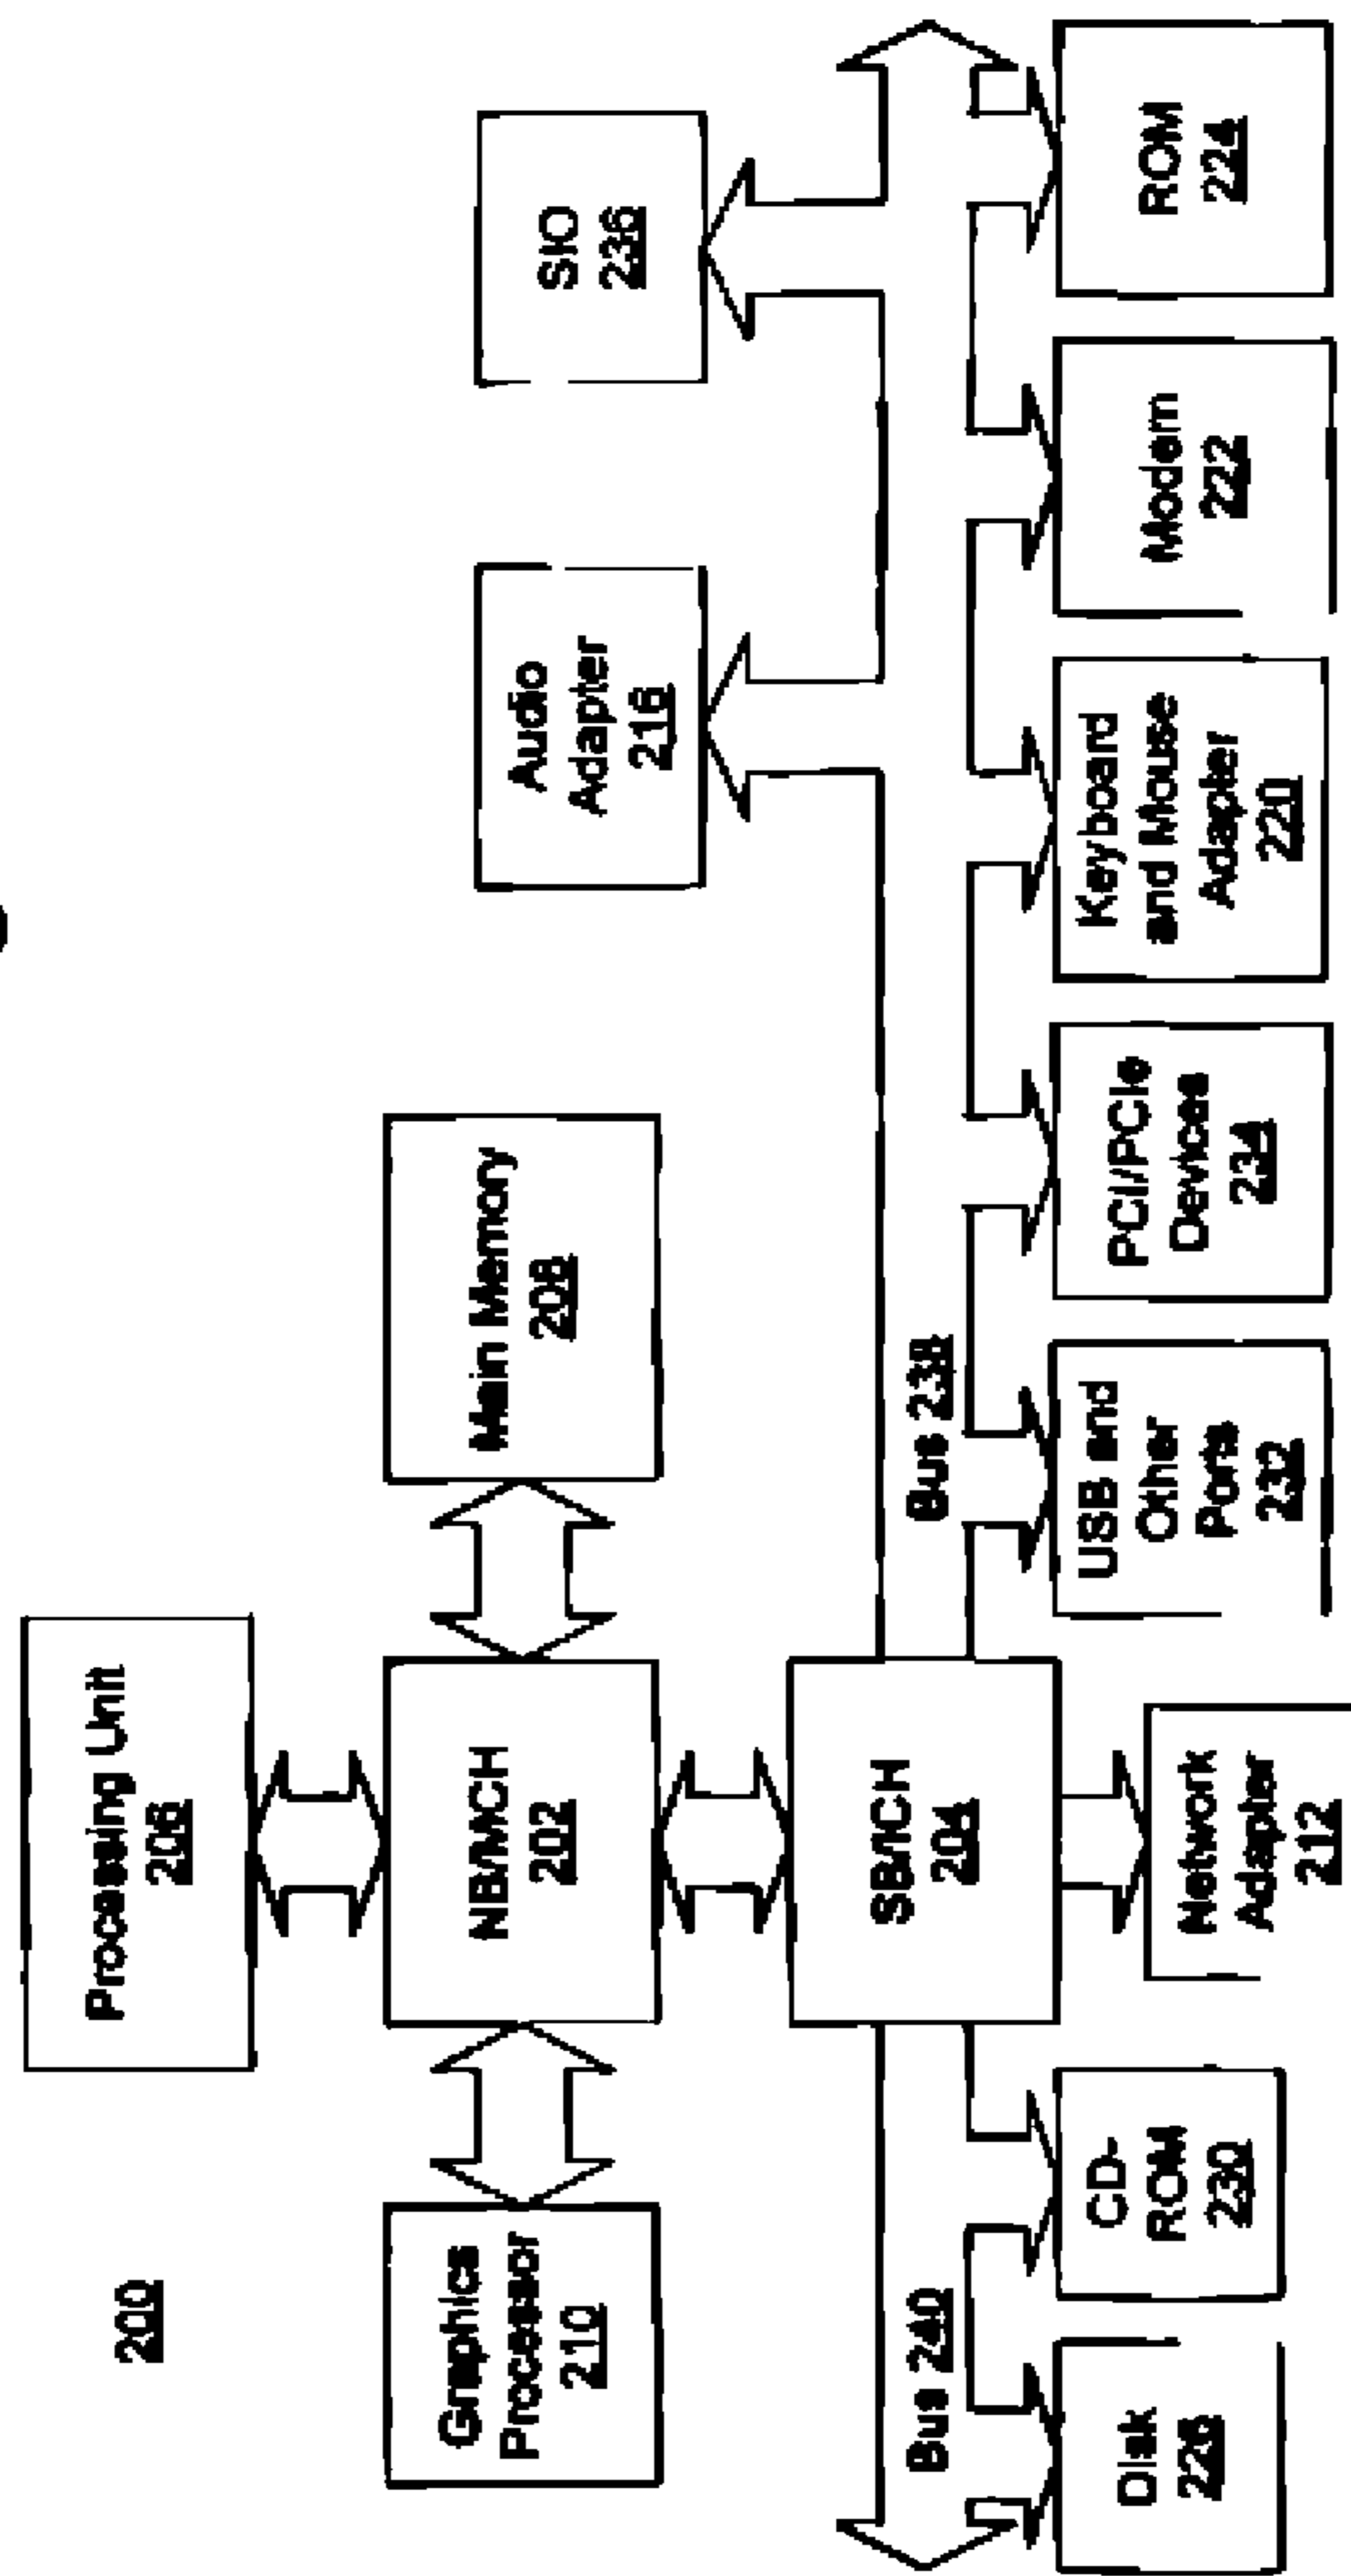 200
Processing Unit
206
Graphics
Processor
210
NB/MCH
202
Main Memory
208
Audio
Adapter
216
SIO
236
SB/ICH
204
Bus 240
Bus 238
Disk
226
CD-
ROM
230
Network
Adapter
212
USB and
Other
Ports
232
PCI/PCIe
Devices
234
Keyboard
and Mouse
Adapter
220
Modem
222
ROM
224